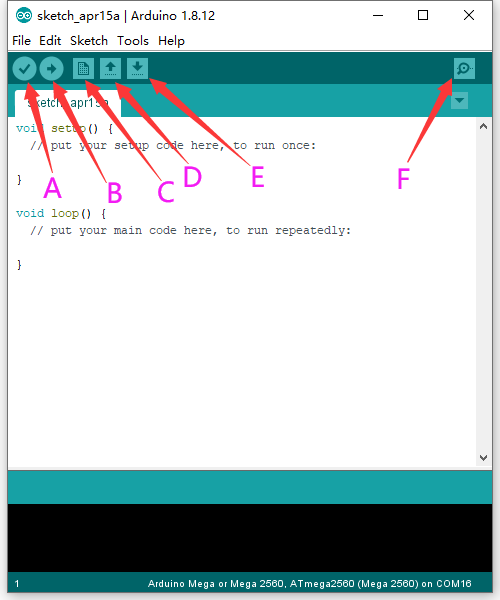 sketch_apr15a | Arduino 1.8.12
File Edit Sketch Tools Help
sketch_apr15a
void setup() {
// put your setup code here, to run once:
}
A
B
C
D
E
F
void loop() {
// put your main code here, to run repeatedly:
}
1
Arduino Mega or Mega 2560, ATmega2560 (Mega 2560) on COM16